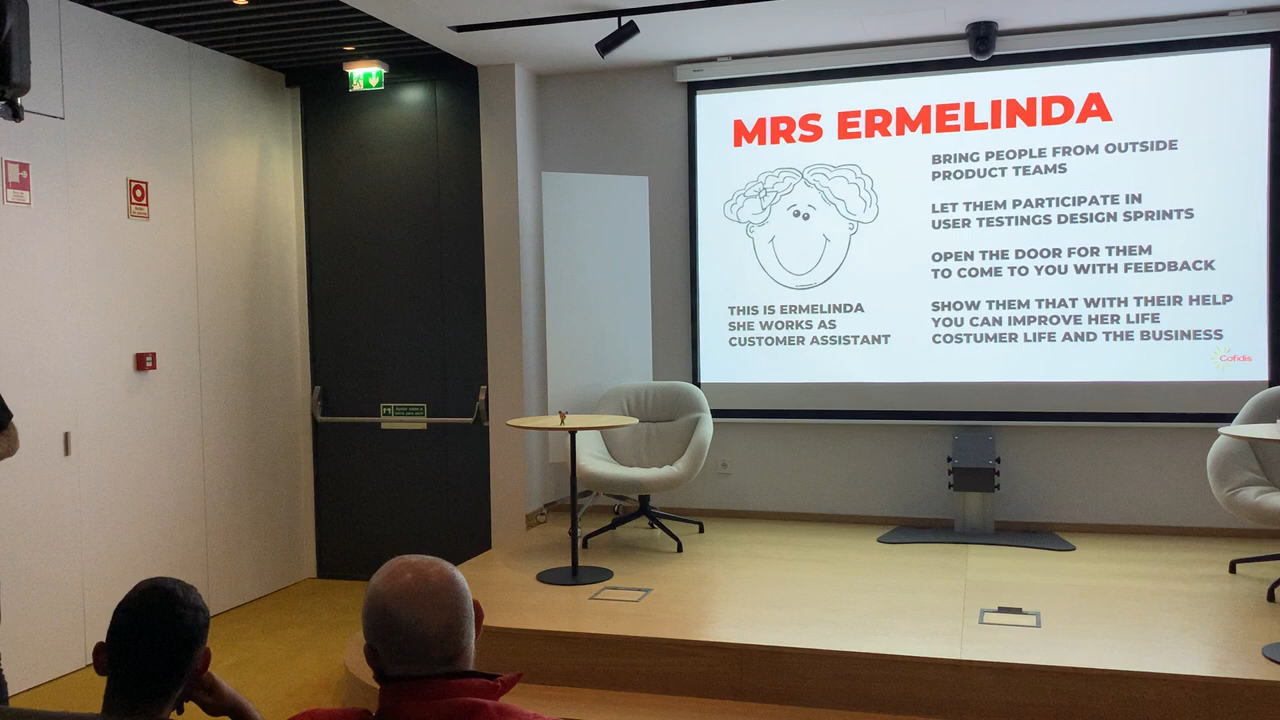 MRS ERMELINDA
THIS IS ERMELINDA
SHE WORKS AS
CUSTOMER ASSISTANT
BRING PEOPLE FROM OUTSIDE
PRODUCT TEAMS
LET THEM PARTICIPATE IN
USER TESTINGS DESIGN SPRINTS
OPEN THE DOOR FOR THEM
TO COME TO YOU WITH FEEDBACK
SHOW THEM THAT WITH THEIR HELP
YOU CAN IMPROVE HER LIFE
COSTUMER LIFE AND THE BUSINESS
Cofidis